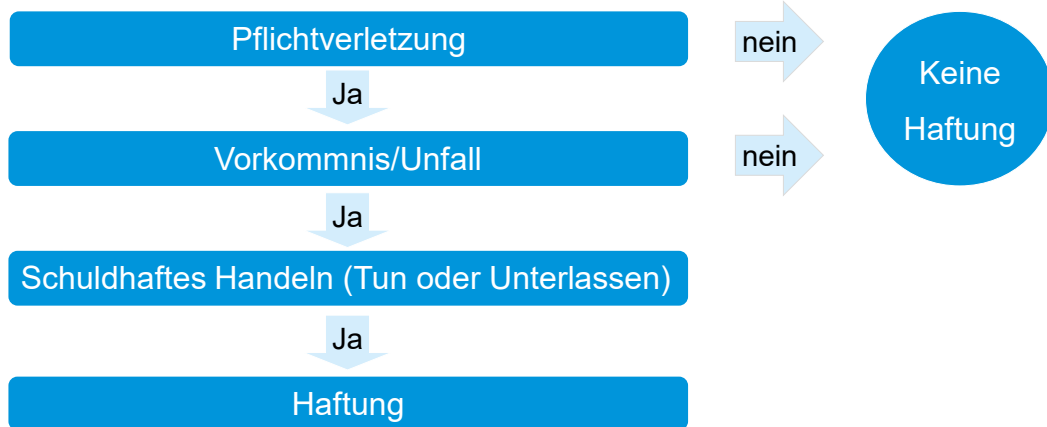 Pflichtverletzung
nein
Keine
Haftung
Ja
Vorkommnis/Unfall
nein
Ja
Schuldhaftes Handeln (Tun oder Unterlassen)
Ja
Haftung